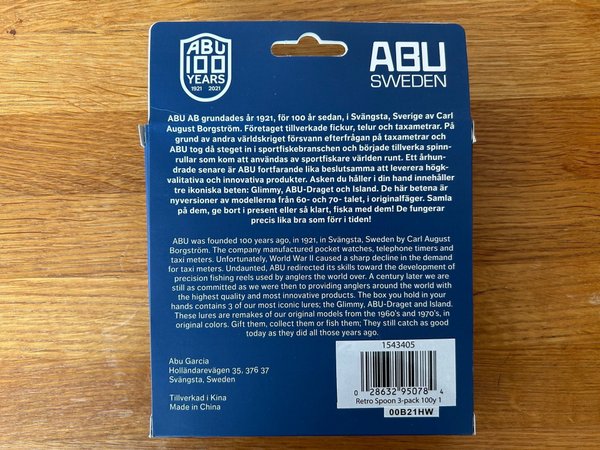 ABU
100
YEARS
1921 2021
ABU
SWEDEN
ABU AB grundades år 1921, för 100 år sedan, i Svängsta, Sverige av Carl
August Borgström. Företaget tillverkade fickur, telur och taxametrar. På
grund av andra världskriget försvann efterfrågan på taxametrar och
ABU tog då steget in i sportfiskebranschen och började tillverka spinn-
rullar som kom att användas av sportfiskare världen runt. Ett århun-
drade senare är ABU fortfarande lika beslutsamma att leverera högk-
valitativa och innovativa produkter. Asken du håller i din hand innehåller
tre ikoniska beten: Glimmy, ABU-Draget och Island. De här betena är
nyversioner av modellerna från 60- och 70- talet, i originalfäger. Samla
på dem, ge bort i present eller så klart, fiska med dem! De fungerar
precis lika bra som förr i tiden!
ABU was founded 100 years ago, in 1921, in Svängsta, Sweden by Carl August
Borgström. The company manufactured pocket watches, telephone timers and
taxi meters. Unfortunately, World War II caused a sharp decline in the demand
for taxi meters. Undaunted, ABU redirected its skills toward the development of
precision fishing reels used by anglers the world over. A century later we are
still as committed as we were then to providing anglers around the world with
the highest quality and most innovative products. The box you hold in your
hands contains 3 of our most iconic lures; the Glimmy, ABU-Draget and Island.
These lures are remakes of our original models from the 1960's and 1970's, in
original colors. Gift them, collect them or fish them; They still catch as good
today as they did all those years ago.
Abu Garcia
Holländarevägen 35, 376 37
Svängsta, Sweden
Tillverkad i Kina
Made in China
1543405
0 28632 95078 4
Retro Spoon 3-pack 100y 1
00B21HW